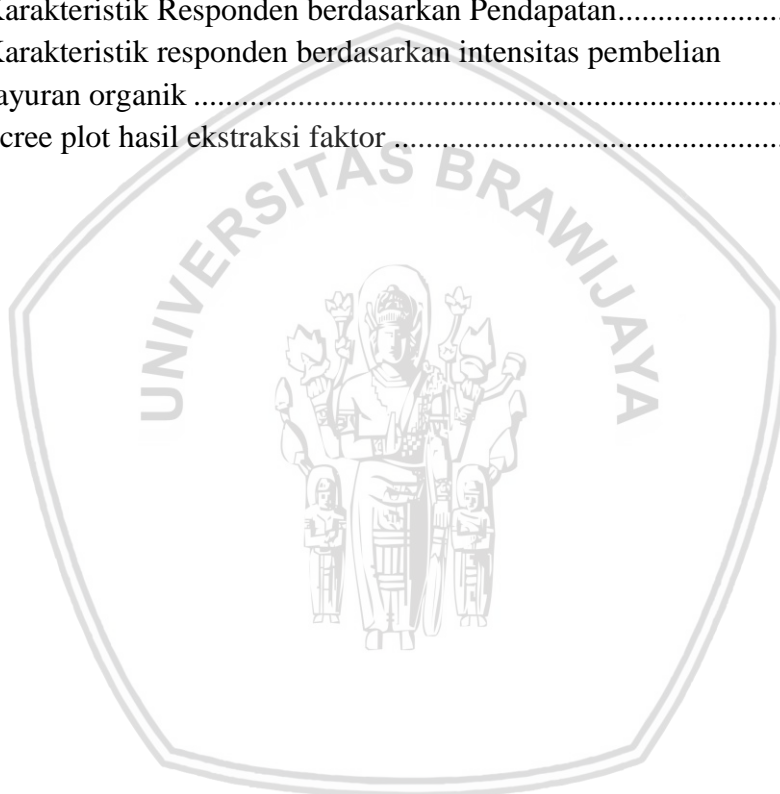 Karakteristik Responden berdasarkan Pendapatan....................
Karakteristik responden berdasarkan intensitas pembelian
ayuran organik ..........................................................................
cree plot hasil ekstraksi faktor ................................................
UNIVERSITAS BRAWIJAYA